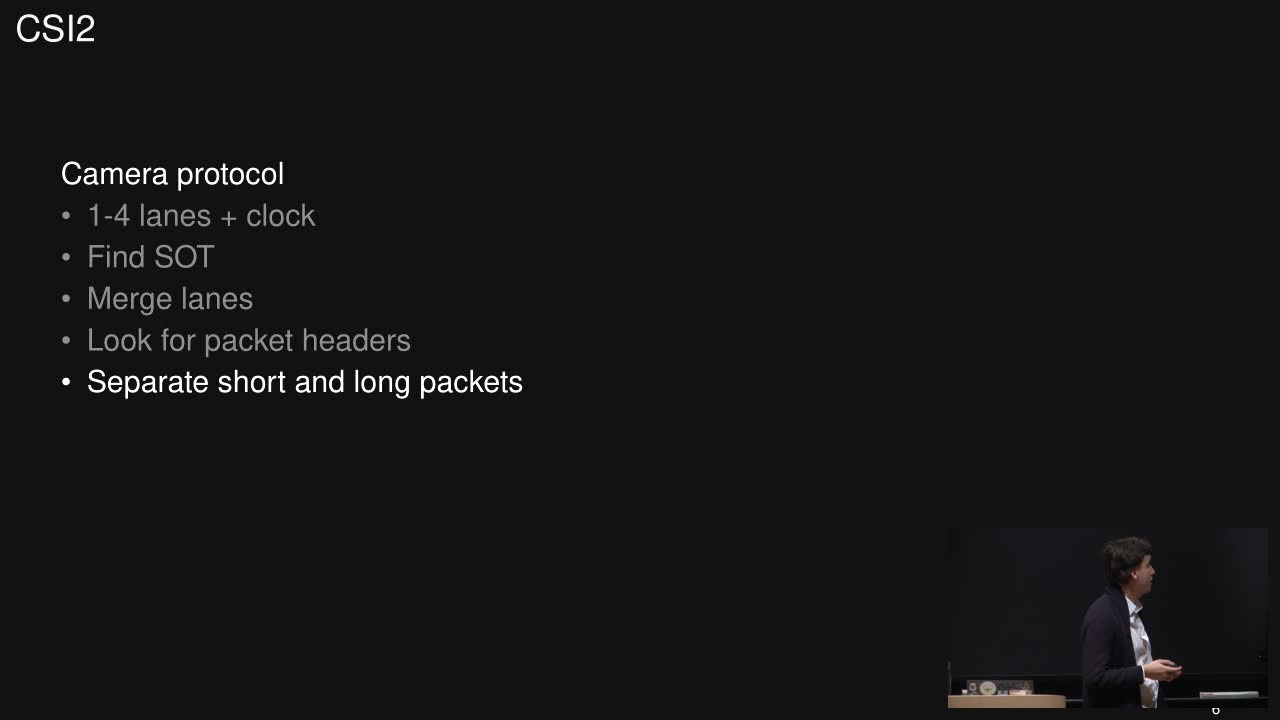 CSI2
Camera protocol
• 1-4 lanes + clock
• Find SOT
• Merge lanes
• Look for packet headers
• Separate short and long packets
6